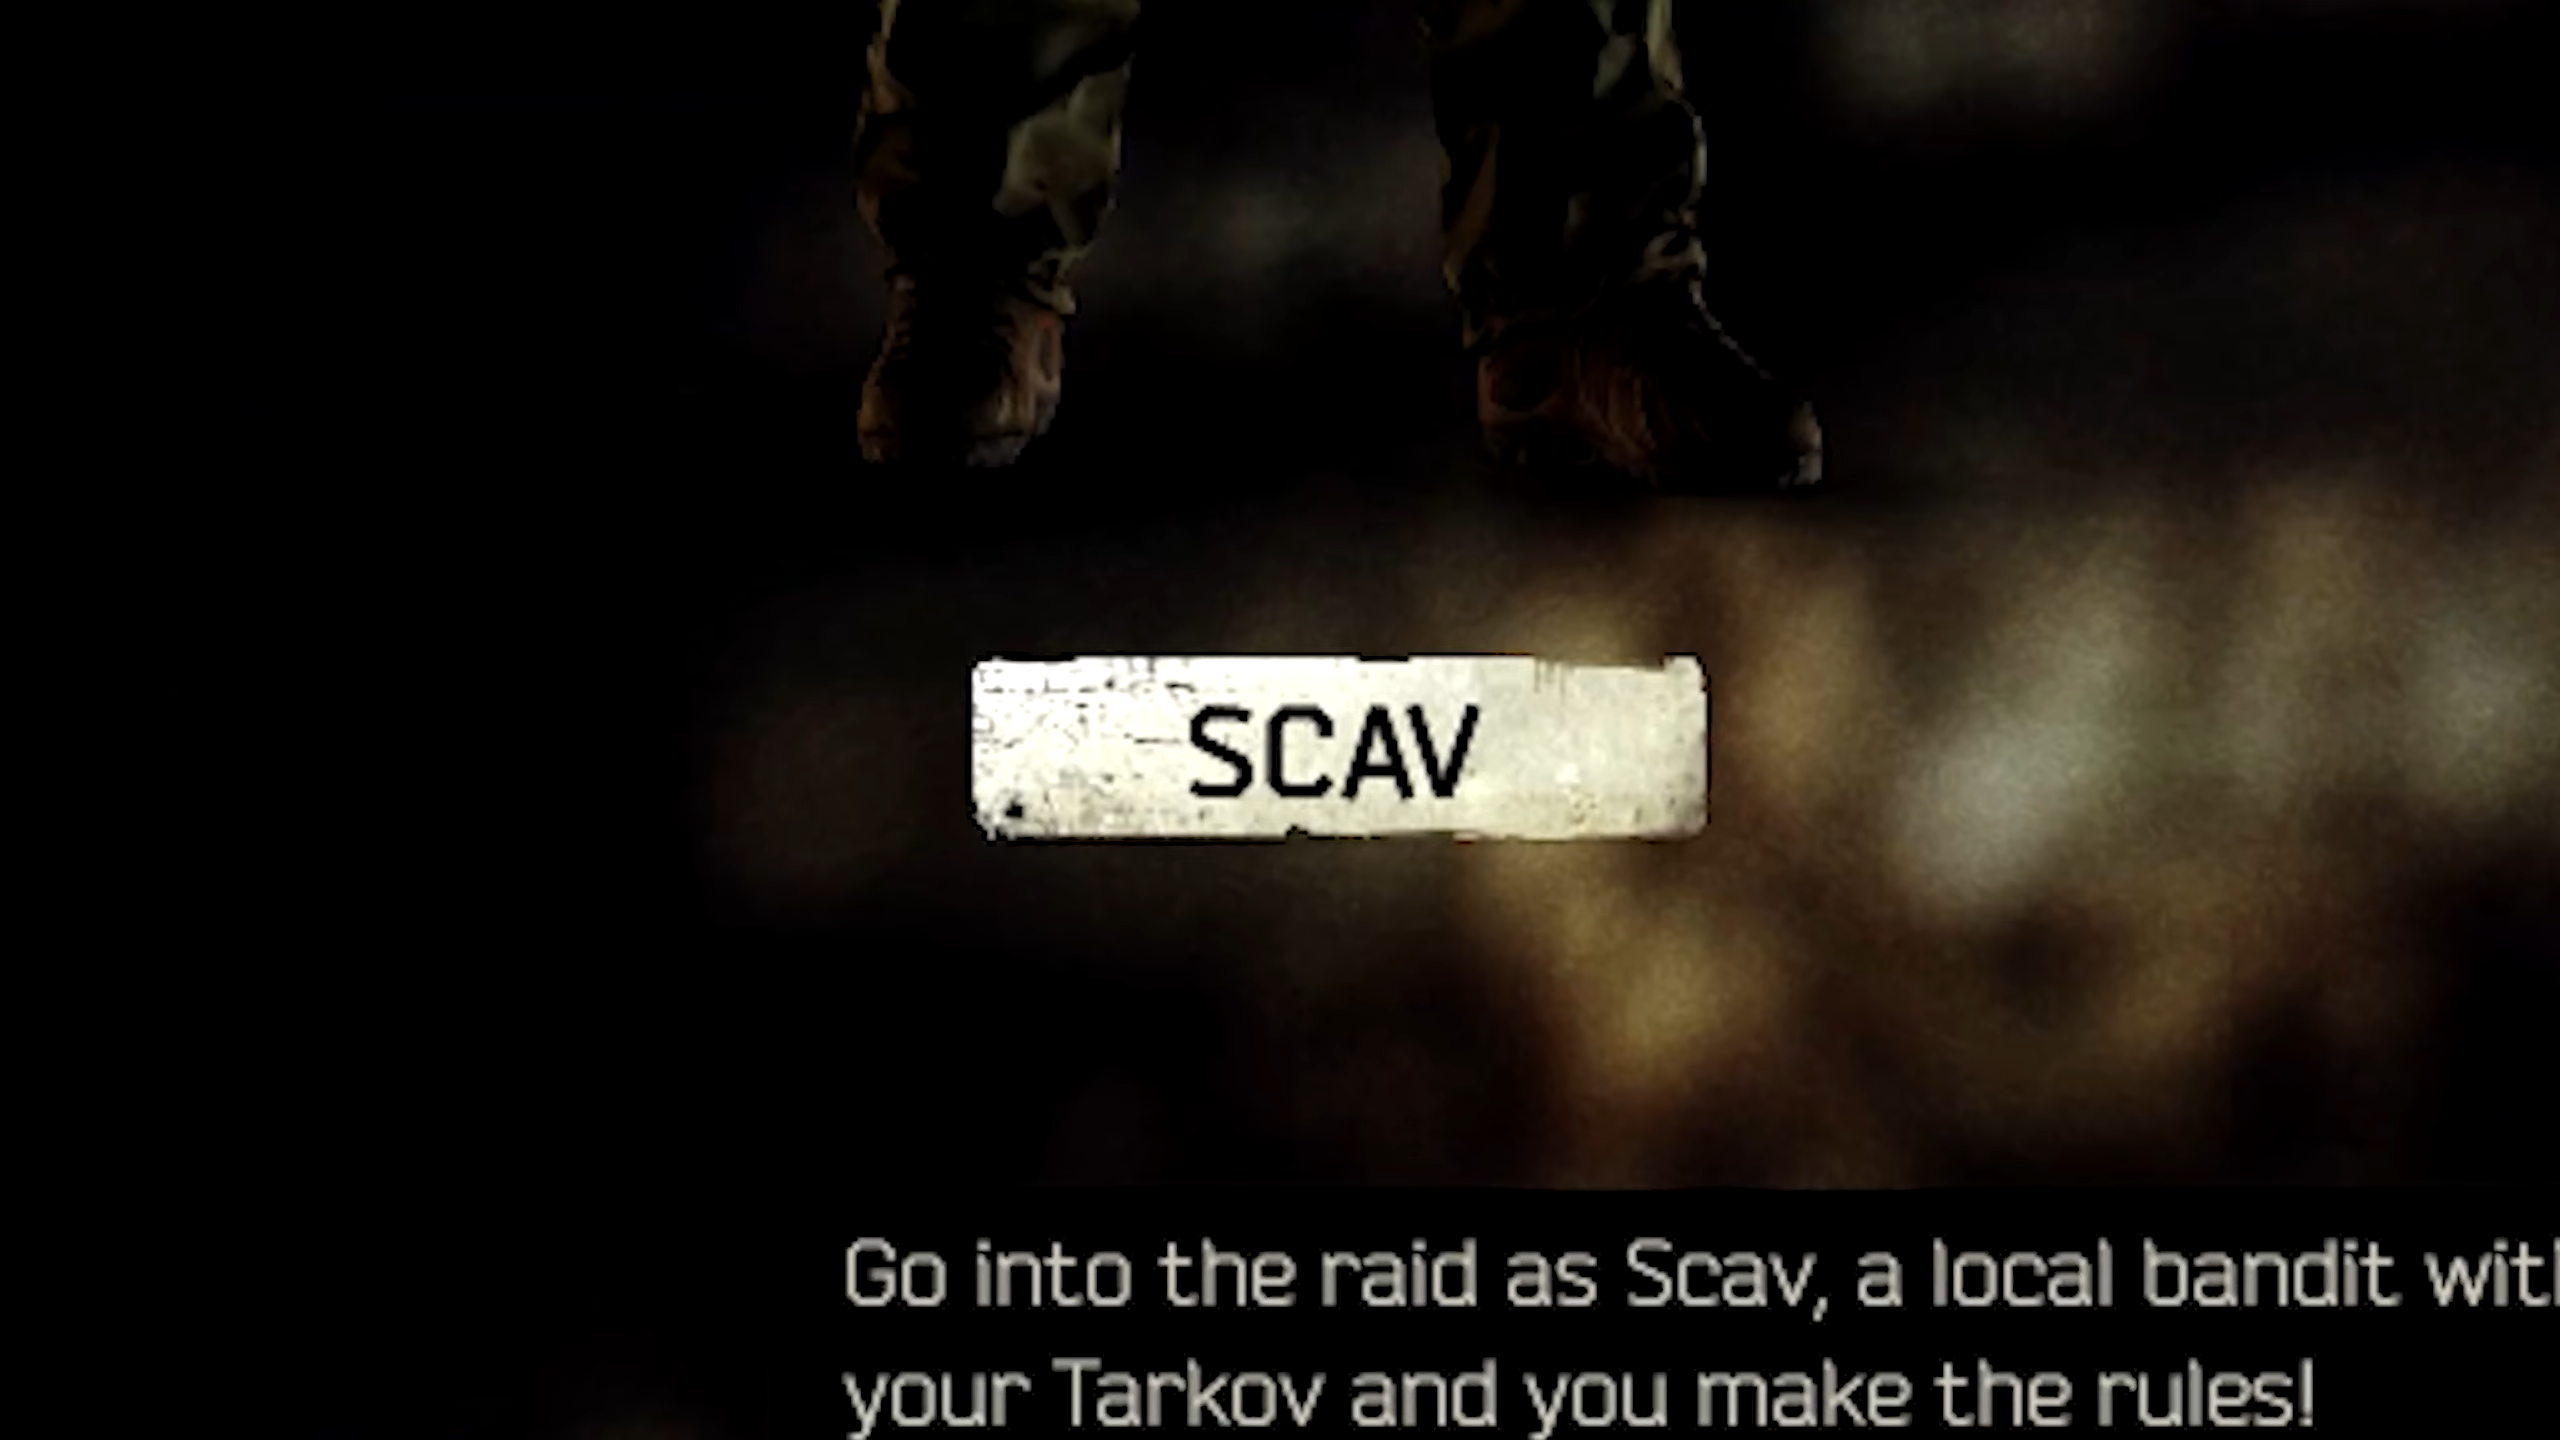 SCAV
Go into the raid as Scav, a local bandit
your Tarkov and you make the rules!